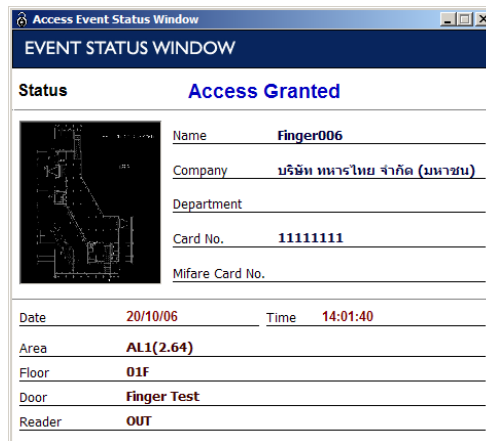 Access Event Status Window
EVENT STATUS WINDOW
Status Access Granted
Name Finger006
Company บริษัท ทหารไทย จำกัด (มหาชน)
Department
Card No. 11111111
Mifare Card No.
Date 20/10/06 Time 14:01:40
Area AL1(2.64)
Floor 01F
Door Finger Test
Reader OUT